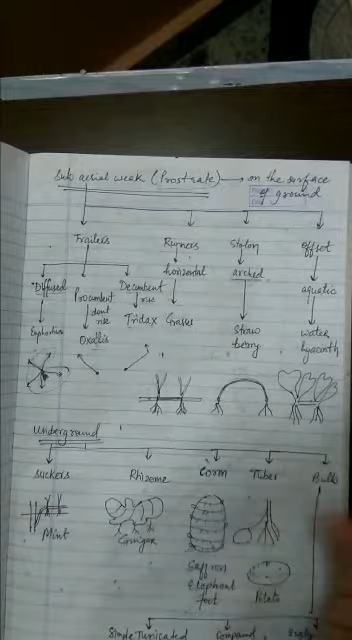 Sub aerial weak (Prostrate) → on the surface
of ground
Trailers Runners Stolon offset
Diffused Procumbent Decumbent horizontal arched aquatic
dont rise
rise
Euphorbia Oxallis Tridax Grasses Straw berry water hyacinth
Underground
suckers Rhizome Corm Tuber Bulb
Mint Ginger Saffron Elephant foot Potato
Simple Tunicated Compound